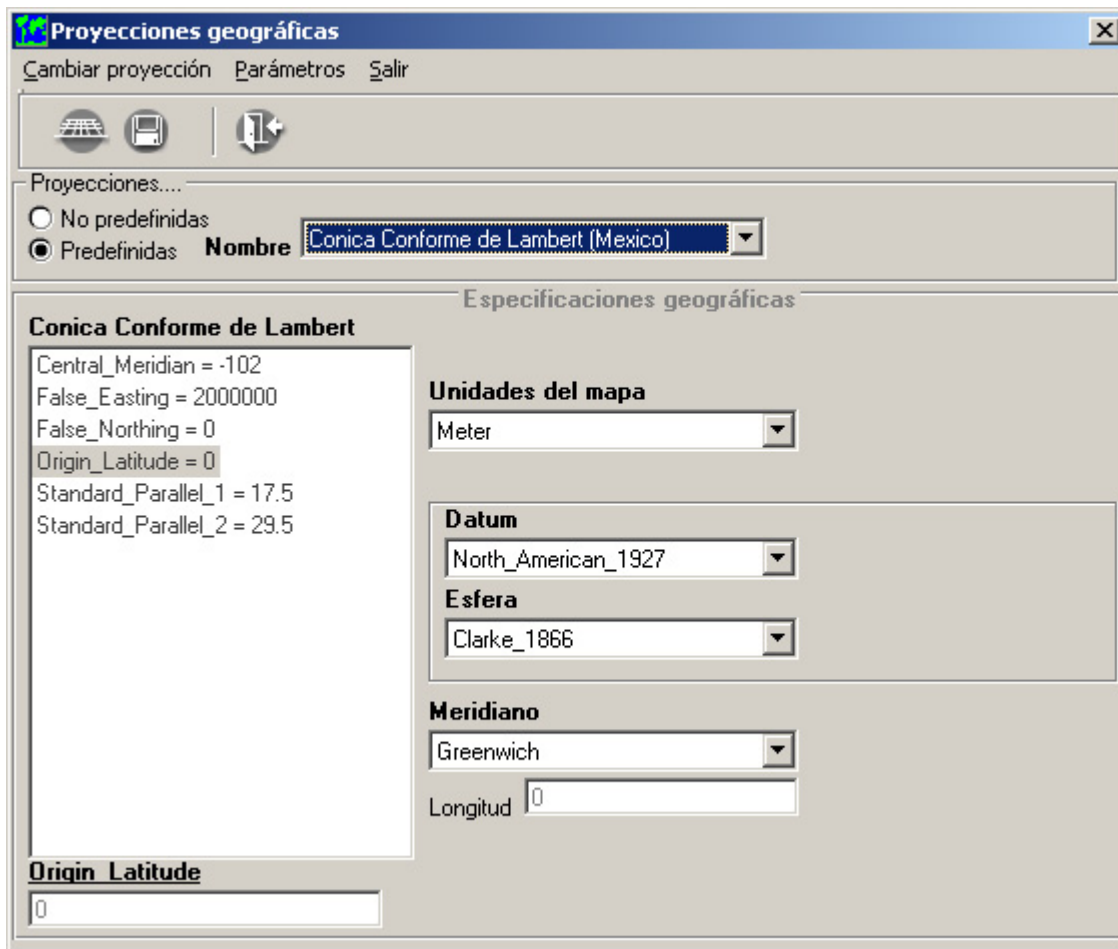 Proyecciones geográficas
Cambiar proyección Parámetros Salir
Proyecciones....
No predefinidas
Predefinidas
Nombre
Conica Conforme de Lambert (Mexico)
Especificaciones geográficas
Conica Conforme de Lambert
Central_Meridian = -102
False_Easting = 2000000
False_Northing = 0
Origin_Latitude = 0
Standard_Parallel_1 = 17.5
Standard_Parallel_2 = 29.5
Origin_Latitude
0
Unidades del mapa
Meter
Datum
North_American_1927
Esfera
Clarke_1866
Meridiano
Greenwich
Longitud 0